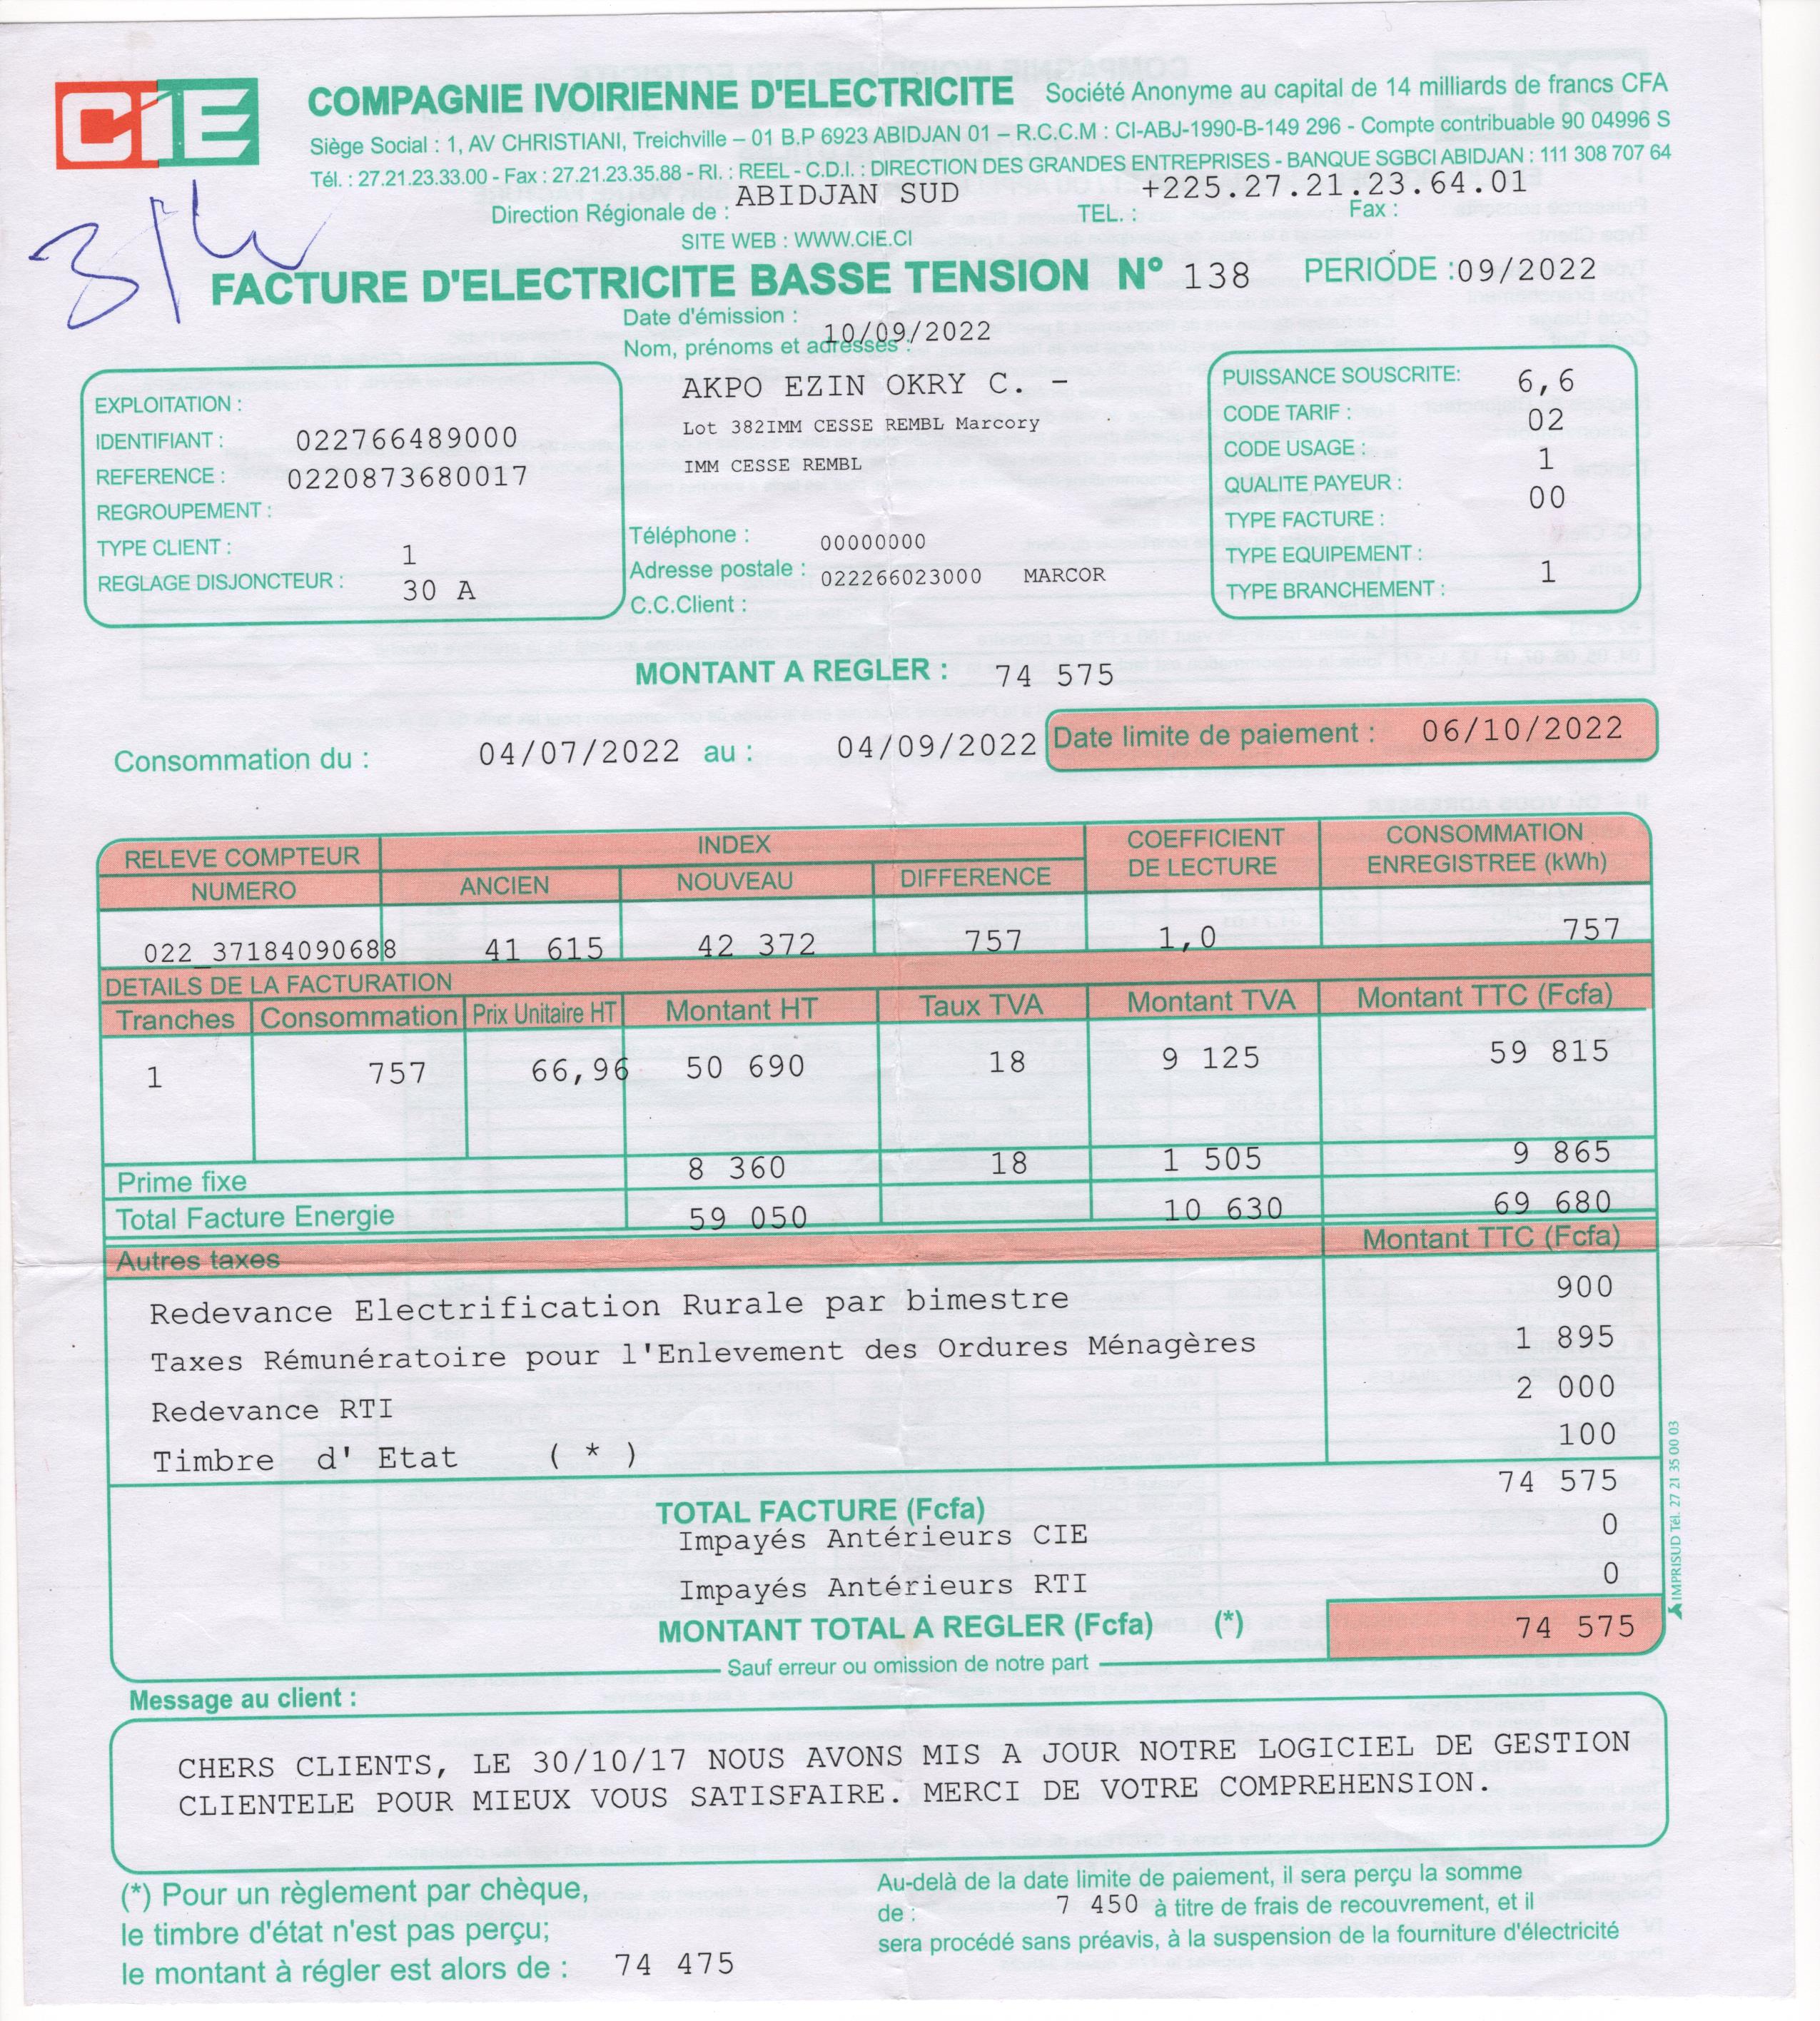 CIE
COMPAGNIE IVOIRIENNE D'ELECTRICITE Société Anonyme au capital de 14 milliards de francs CFA
Siège Social : 1, AV CHRISTIANI, Treichville – 01 B.P 6923 ABIDJAN 01 – R.C.C.M : CI-ABJ-1990-B-149 296 - Compte contribuable 90 04996 S
Tél. : 27.21.23.33.00 - Fax : 27.21.23.35.88 - RI. : REEL - C.D.I. : DIRECTION DES GRANDES ENTREPRISES - BANQUE SGBCI ABIDJAN : 111 308 707 64
Direction Régionale de : ABIDJAN SUD TEL. : +225.27.21.23.64.01 Fax :
SITE WEB : WWW.CIE.CI
FACTURE D'ELECTRICITE BASSE TENSION N° 138 PERIODE :09/2022
Date d'émission : 10/09/2022
Nom, prénoms et adresses :
AKPO EZIN OKRY C. -
Lot 382IMM CESSE REMBL Marcory
IMM CESSE REMBL
Téléphone : 00000000
Adresse postale : 022266023000 MARCOR
C.C.Client :
EXPLOITATION :
IDENTIFIANT : 022766489000
REFERENCE : 0220873680017
REGROUPEMENT :
TYPE CLIENT : 1
REGLAGE DISJONCTEUR : 30 A
PUISSANCE SOUSCRITE: 6,6
CODE TARIF : 02
CODE USAGE : 1
QUALITE PAYEUR : 00
TYPE FACTURE :
TYPE EQUIPEMENT :
TYPE BRANCHEMENT : 1
MONTANT A REGLER : 74 575
Consommation du : 04/07/2022 au : 04/09/2022 Date limite de paiement : 06/10/2022
RELEVE COMPTEUR INDEX COEFFICIENT DE LECTURE CONSOMMATION ENREGISTREE (kWh)
NUMERO ANCIEN NOUVEAU DIFFERENCE
022_37184090688 41 615 42 372 757 1,0 757
DETAILS DE LA FACTURATION
Tranches Consommation Prix Unitaire HT Montant HT Taux TVA Montant TVA Montant TTC (Fcfa)
1 757 66,96 50 690 18 9 125 59 815
Prime fixe 8 360 18 1 505 9 865
Total Facture Energie 59 050 10 630 69 680
Autres taxes Montant TTC (Fcfa)
Redevance Electrification Rurale par bimestre 900
Taxes Rémunératoire pour l'Enlevement des Ordures Ménagères 1 895
Redevance RTI 2 000
Timbre d' Etat ( * ) 100
TOTAL FACTURE (Fcfa) 74 575
Impayés Antérieurs CIE 0
Impayés Antérieurs RTI 0
MONTANT TOTAL A REGLER (Fcfa) (*) 74 575
Sauf erreur ou omission de notre part
IMPRISUD Tél. 27 21 35 00 03
Message au client :
CHERS CLIENTS, LE 30/10/17 NOUS AVONS MIS A JOUR NOTRE LOGICIEL DE GESTION
CLIENTELE POUR MIEUX VOUS SATISFAIRE. MERCI DE VOTRE COMPREHENSION.
(*) Pour un règlement par chèque,
le timbre d'état n'est pas perçu;
le montant à régler est alors de : 74 475
Au-delà de la date limite de paiement, il sera perçu la somme
de : 7 450 à titre de frais de recouvrement, et il
sera procédé sans préavis, à la suspension de la fourniture d'électricité